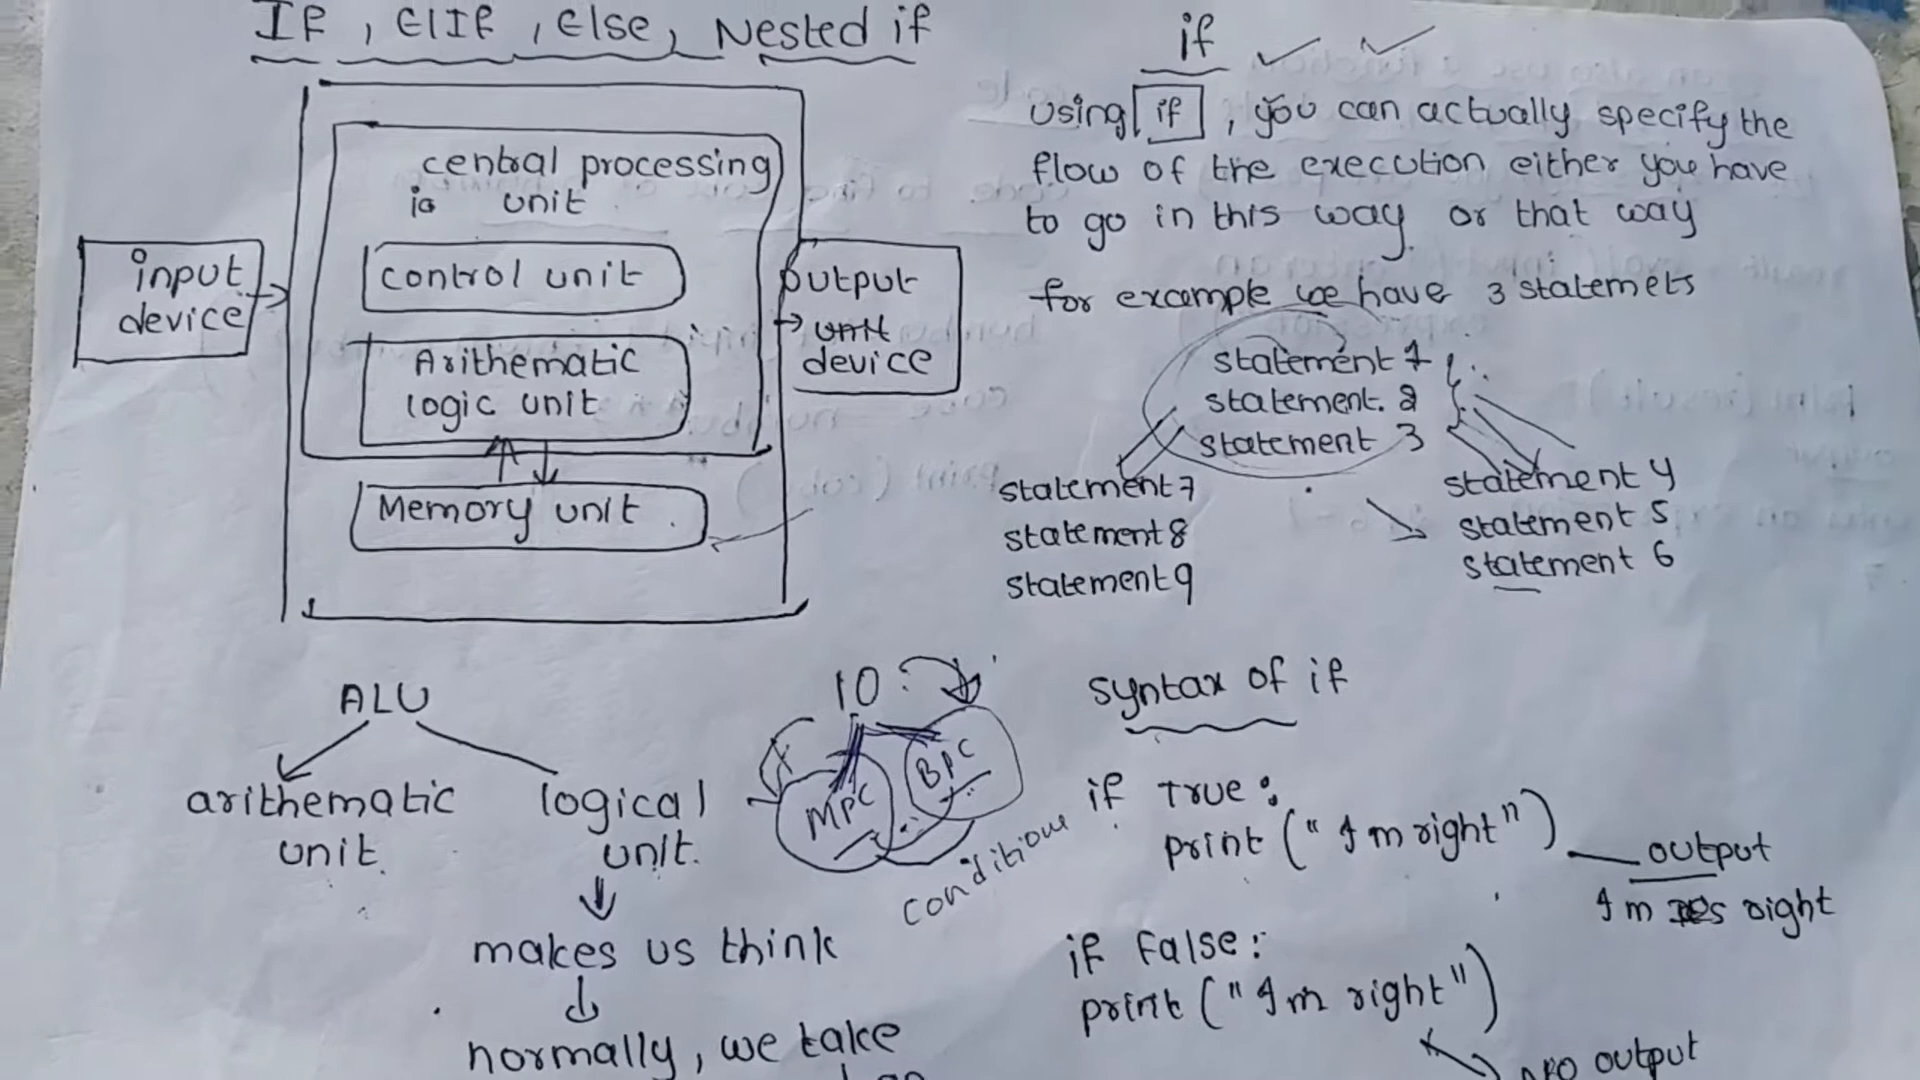 If, Elif, Else, Nested if
central processing
unit
input
device
control unit
Arithematic
logic unit
Memory unit
output
unit
device
ALU
arithematic
unit
logical
unit.
makes us think
normally, we take
10
MPC
BPC
conditions
if
using if, you can actually specify the
flow of the execution either you have
to go in this way or that way
for example we have 3 statemets
statement 1
statement. 2
statement 3
statement 7
statement 8
statement 9
statement 4
statement 5
statement 6
syntax of if
if True:
print ("I m right")
output
I m right
if False:
print ("I m right")
no output